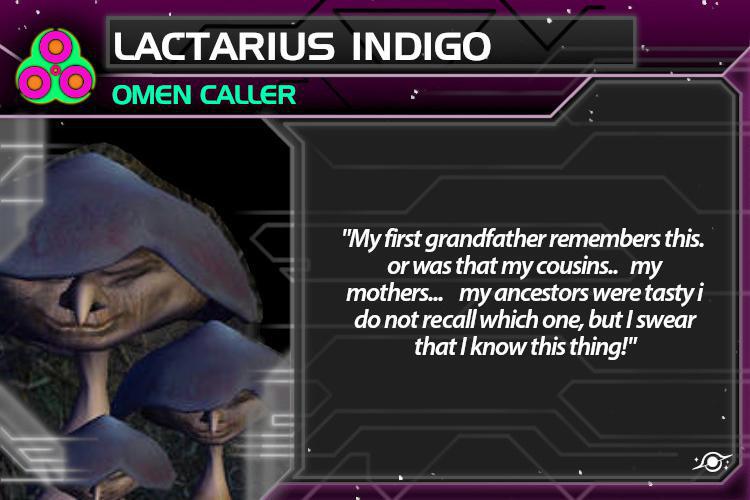 LACTARIUS INDIGO
OMEN CALLER
"My first grandfather remembers this.
or was that my cousins.. my
mothers... my ancestors were tasty i
do not recall which one, but I swear
that I know this thing!"